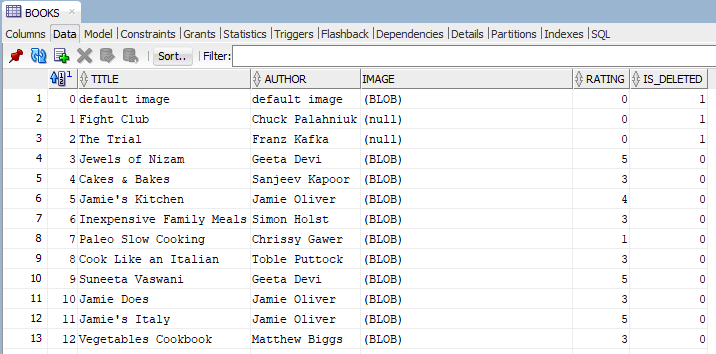 BOOKS
Columns Data Model Constraints Grants Statistics Triggers Flashback Dependencies Details Partitions Indexes SQL
Sort.. Filter:
1 TITLE AUTHOR IMAGE RATING IS_DELETED
1 0 default image default image (BLOB) 0 1
2 1 Fight Club Chuck Palahniuk (null) 0 1
3 2 The Trial Franz Kafka (null) 0 1
4 3 Jewels of Nizam Geeta Devi (BLOB) 5 0
5 4 Cakes & Bakes Sanjeev Kapoor (BLOB) 3 0
6 5 Jamie's Kitchen Jamie Oliver (BLOB) 4 0
7 6 Inexpensive Family Meals Simon Holst (BLOB) 3 0
8 7 Paleo Slow Cooking Chrissy Gawer (BLOB) 1 0
9 8 Cook Like an Italian Toble Puttock (BLOB) 3 0
10 9 Suneeta Vaswani Geeta Devi (BLOB) 5 0
11 10 Jamie Does Jamie Oliver (BLOB) 3 0
12 11 Jamie's Italy Jamie Oliver (BLOB) 5 0
13 12 Vegetables Cookbook Matthew Biggs (BLOB) 3 0